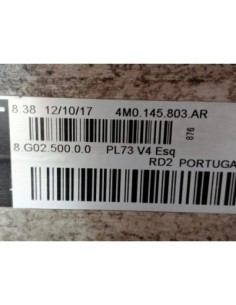 8.38 12/10/17 4M0.145.803.AR
876
8.G02.500.0.0 PL73 V4 Esq
RD2 PORTUGA